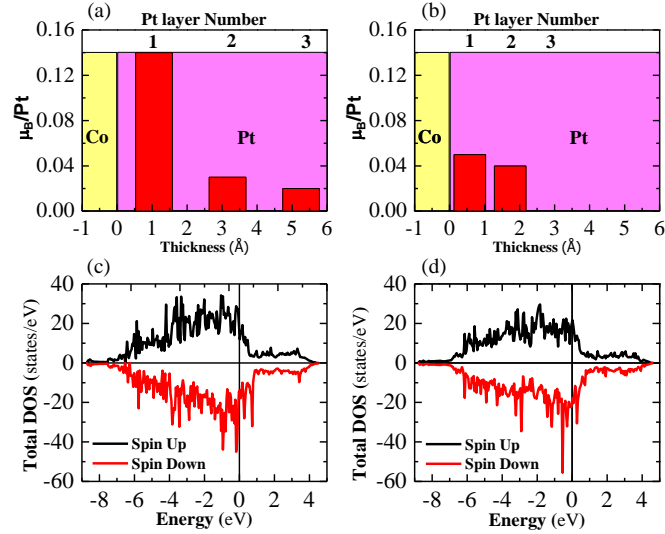 (a) Pt layer Number
1 2 3
0.16
0.12
0.08
0.04
0.00
μB/Pt
Co
Pt
-1 0 1 2 3 4 5 6
Thickness (Å)
(b) Pt layer Number
1 2 3
0.16
0.12
0.08
0.04
0.00
μB/Pt
Co
Pt
-1 0 1 2 3 4 5 6
Thickness (Å)
(c)
40
20
0
-20
-40
-60
Total DOS (states/eV)
Spin Up
Spin Down
-8 -6 -4 -2 0 2 4
Energy (eV)
(d)
40
20
0
-20
-40
-60
Total DOS (states/eV)
Spin Up
Spin Down
-8 -6 -4 -2 0 2 4
Energy (eV)